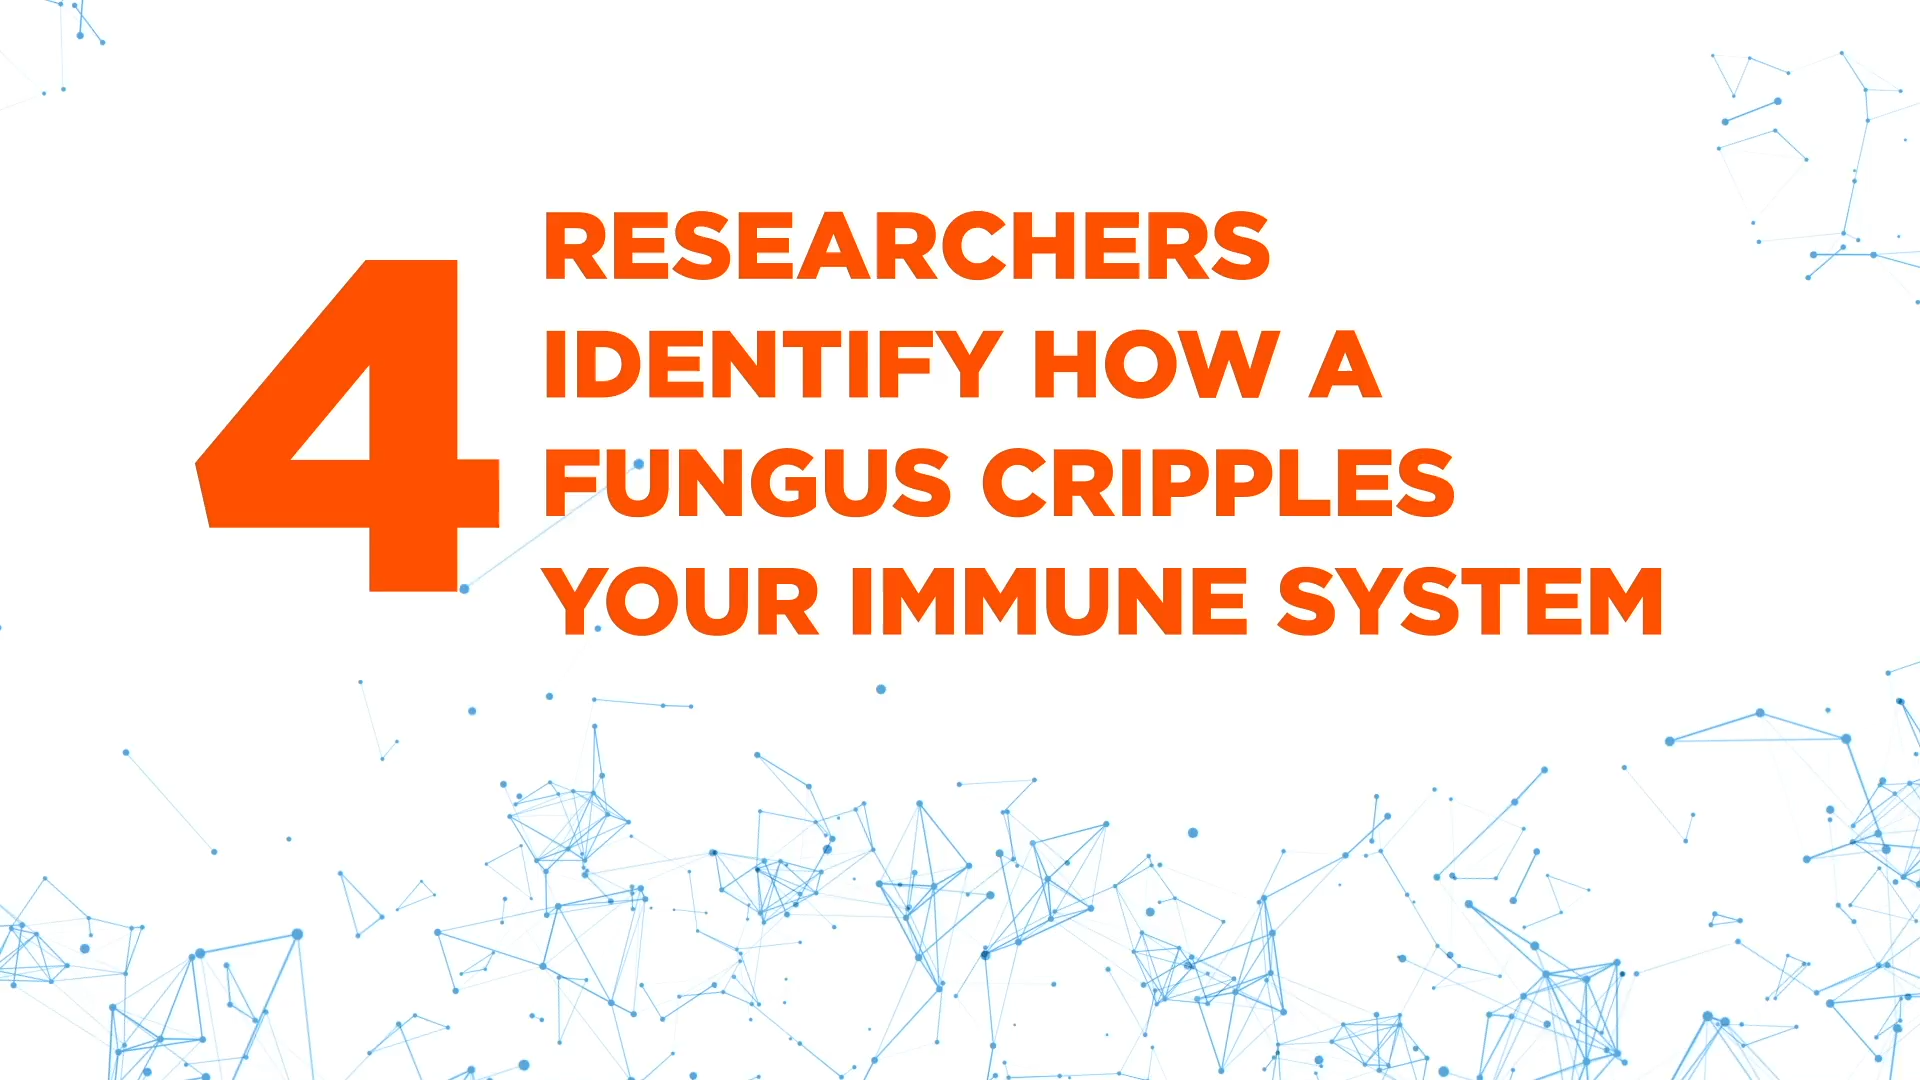 4
RESEARCHERS
IDENTIFY HOW A
FUNGUS CRIPPLES
YOUR IMMUNE SYSTEM